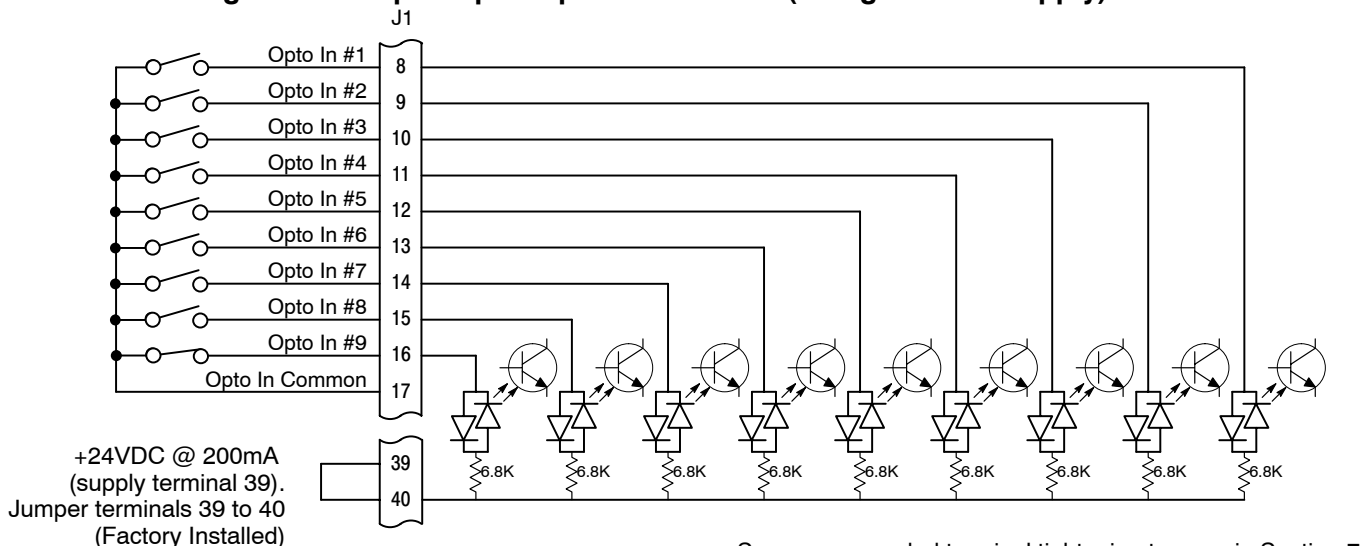 J1
Opto In #1
8
Opto In #2
9
Opto In #3
10
Opto In #4
11
Opto In #5
12
Opto In #6
13
Opto In #7
14
Opto In #8
15
Opto In #9
16
Opto In Common
17
+24VDC @ 200mA
(supply terminal 39).
Jumper terminals 39 to 40
(Factory Installed)
39
40
6.8K
6.8K
6.8K
6.8K
6.8K
6.8K
6.8K
6.8K
6.8K